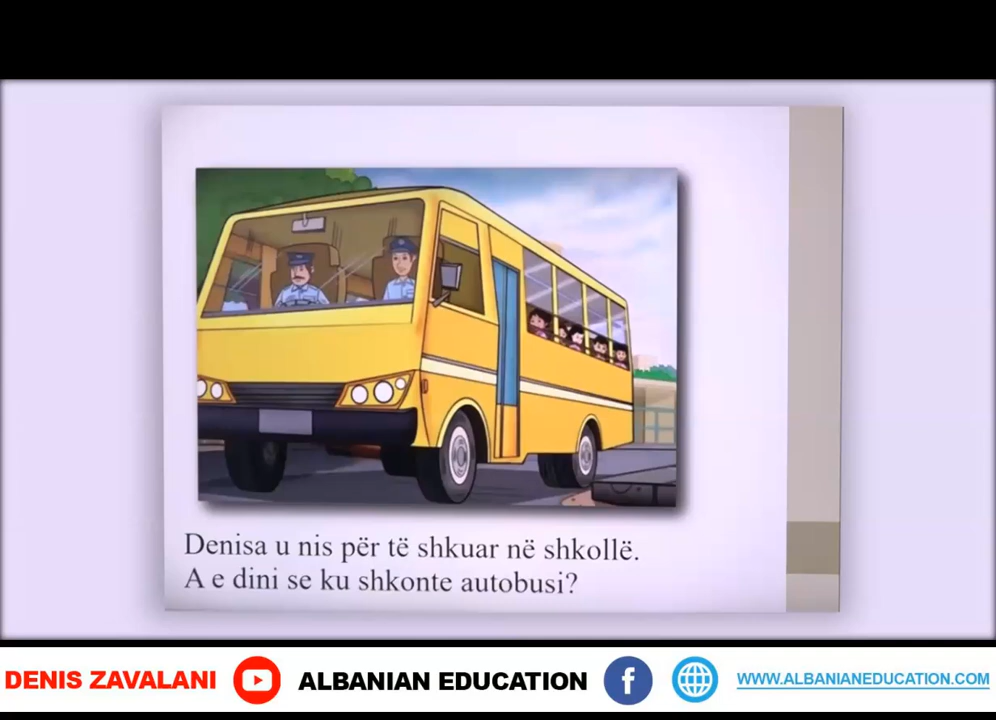 Denisa u nis për të shkuar në shkollë.
A e dini se ku shkonte autobusi?
DENIS ZAVALANI
ALBANIAN EDUCATION
f
WWW.ALBANIANEDUCATION.COM